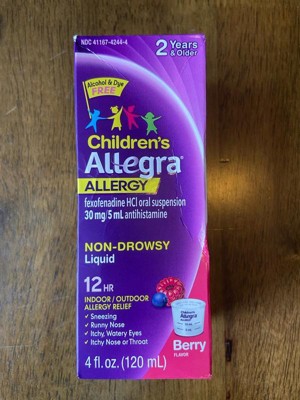 NDC 41167-4244-4
2 Years
& Older
Alcohol & Dye
FREE
Children's
Allegra®
ALLERGY
fexofenadine HCl oral suspension
30 mg/5 mL antihistamine
NON-DROWSY
Liquid
12 HR
INDOOR / OUTDOOR
ALLERGY RELIEF
✓ Sneezing
✓ Runny Nose
✓ Itchy, Watery Eyes
✓ Itchy Nose or Throat
Children's
Allegra
Berry
FLAVOR
4 fl. oz. (120 mL)